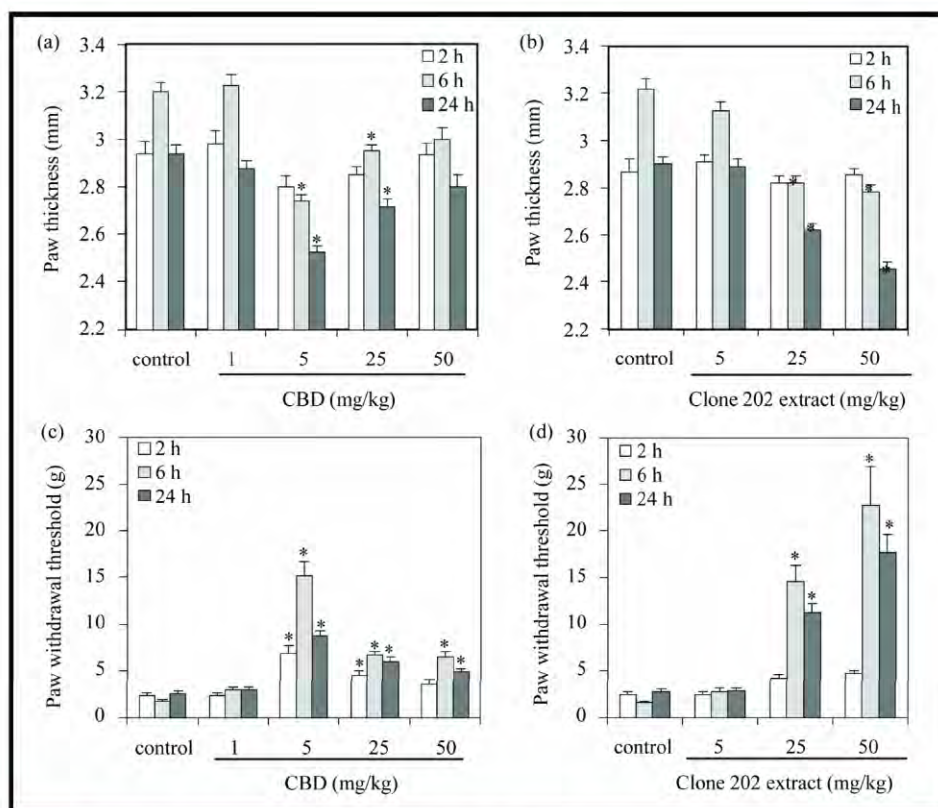 (a)
3.4
3.2
3.0
2.8
2.6
2.4
2.2
Paw thickness (mm)
2 h
6 h
24 h
*
*
*
*
control 1 5 25 50
CBD (mg/kg)
(b)
3.4
3.2
3.0
2.8
2.6
2.4
2.2
Paw thickness (mm)
2 h
6 h
24 h
*
*
*
*
control 5 25 50
Clone 202 extract (mg/kg)
(c)
30
25
20
15
10
5
0
Paw withdrawal threshold (g)
2 h
6 h
24 h
*
* *
* * *
* *
control 1 5 25 50
CBD (mg/kg)
(d)
30
25
20
15
10
5
0
Paw withdrawal threshold (g)
2 h
6 h
24 h
*
*
*
*
control 5 25 50
Clone 202 extract (mg/kg)